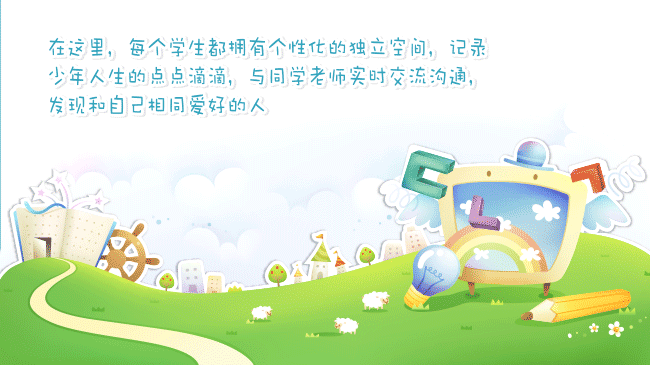 在这里，每个学生都拥有个性化的独立空间，记录
少年人生的点点滴滴，与同学老师实时交流沟通，
发现和自己相同爱好的人